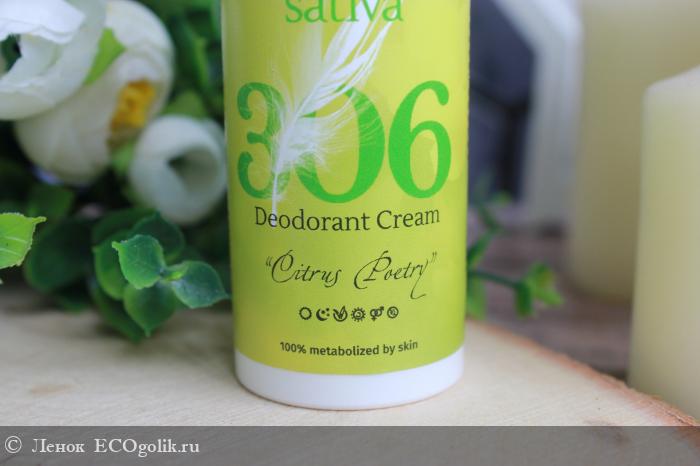 sativa
306
Deodorant Cream
"Citrus Poetry"
100% metabolized by skin
© Ленок ECOgolik.ru